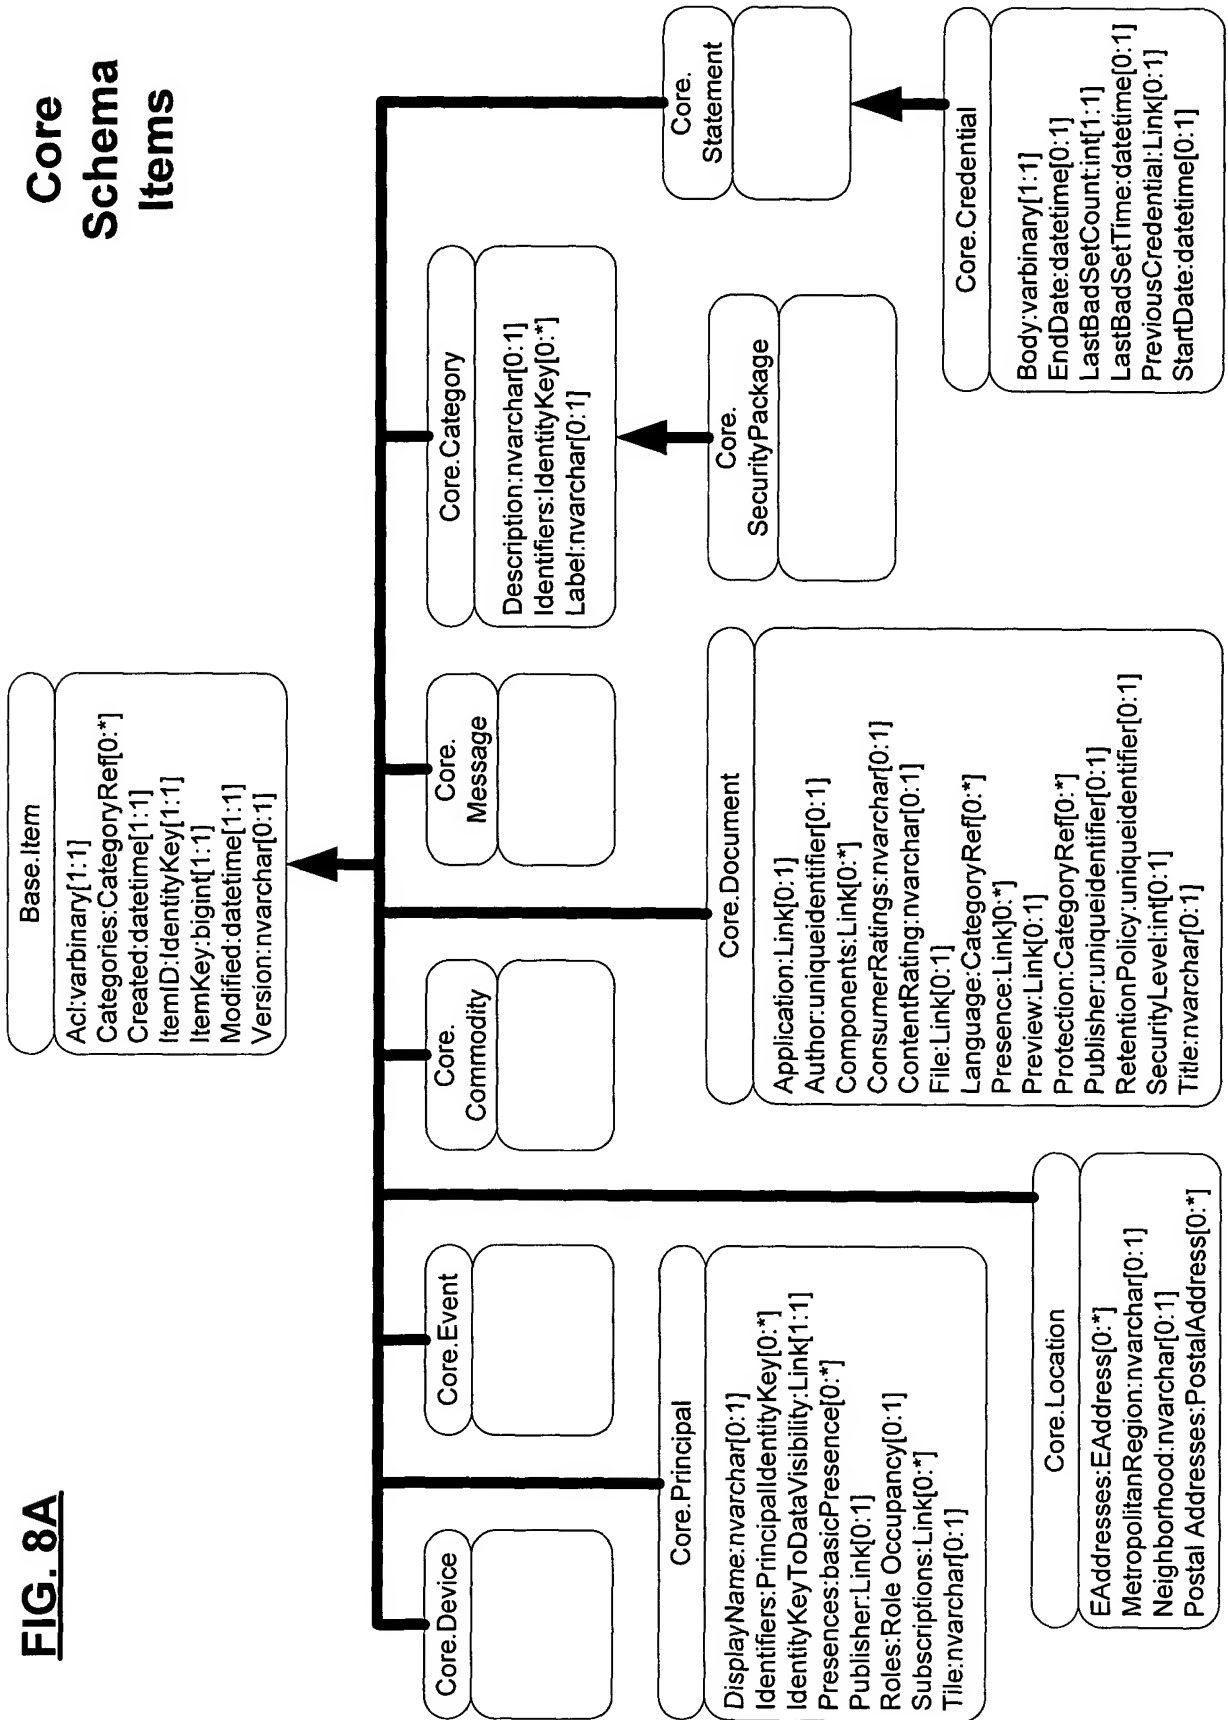 FIG. 8A
Core
Schema
Items
Base.Item
Acl:varbinary[1:1]
Categories:CategoryRef[0:*]
Created:datetime[1:1]
ItemID:IdentityKey[1:1]
ItemKey:bigint[1:1]
Modified:datetime[1:1]
Version:nvarchar[0:1]
Core.Device
Core.Event
Core.
Commodity
Core.
Message
Core.Category
Description:nvarchar[0:1]
Identifiers:IdentityKey[0:*]
Label:nvarchar[0:1]
Core.
Statement
Core.Principal
DisplayName:nvarchar[0:1]
Identifiers:PrincipalIdentityKey[0:*]
IdentityKeyToDataVisibility:Link[1:1]
Presences:basicPresence[0:*]
Publisher:Link[0:1]
Roles:Role Occupancy[0:1]
Subscriptions:Link[0:*]
Tile:nvarchar[0:1]
Core.Document
Application:Link[0:1]
Author:uniqueidentifier[0:1]
Components:Link[0:*]
ConsumerRatings:nvarchar[0:1]
ContentRating:nvarchar[0:1]
File:Link[0:1]
Language:CategoryRef[0:*]
Presence:Link]0:*]
Preview:Link[0:1]
Protection:CategoryRef[0:*]
Publisher:uniqueidentifier[0:1]
RetentionPolicy:uniqueidentifier[0:1]
SecurityLevel:int[0:1]
Title:nvarchar[0:1]
Core.
SecurityPackage
Core.Credential
Body:varbinary[1:1]
EndDate:datetime[0:1]
LastBadSetCount:int[1:1]
LastBadSetTime:datetime[0:1]
PreviousCredential:Link[0:1]
StartDate:datetime[0:1]
Core.Location
EAddresses:EAddress[0:*]
MetropolitanRegion:nvarchar[0:1]
Neighborhood:nvarchar[0:1]
Postal Addresses:PostalAddress[0:*]